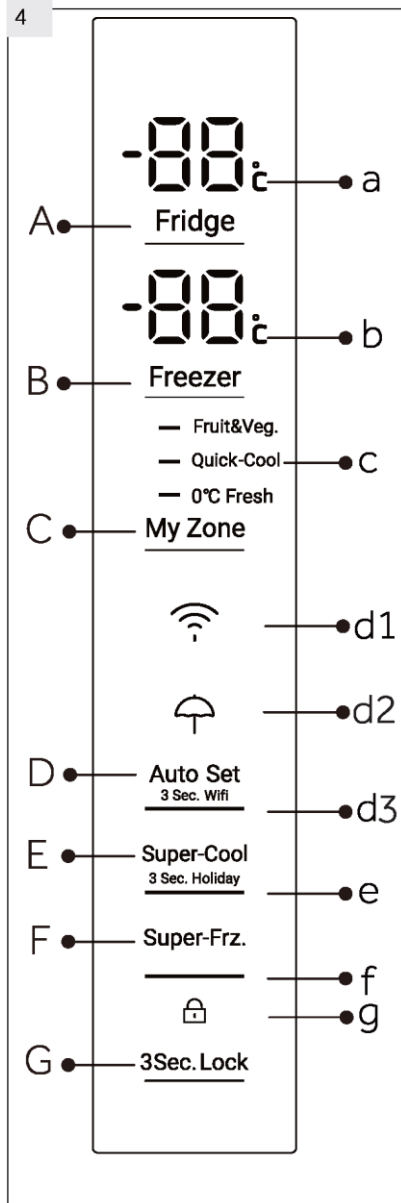 4
-88°c
a
A
Fridge
-88°c
b
B
Freezer
Fruit&Veg.
Quick-Cool
c
0°C Fresh
C
My Zone
d1
d2
D
Auto Set
3 Sec. Wifi
d3
E
Super-Cool
3 Sec. Holiday
e
F
Super-Frz.
f
g
G
3Sec. Lock